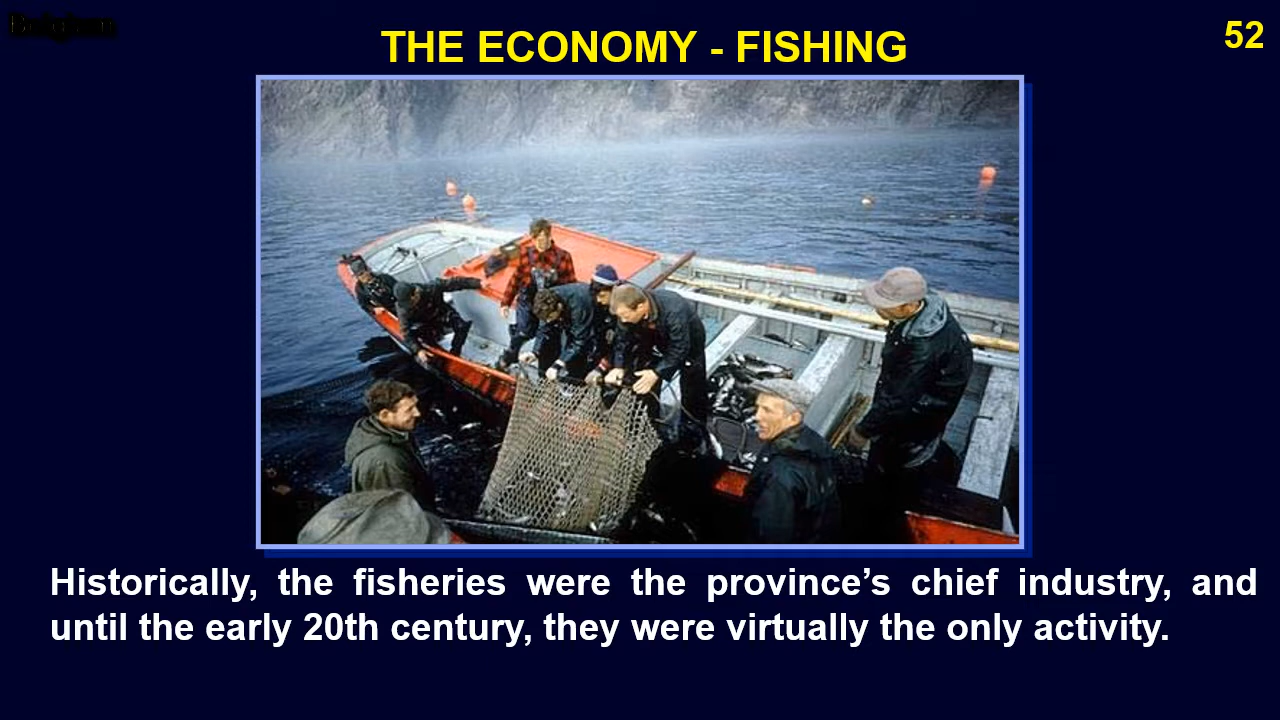 Belgium
THE ECONOMY - FISHING
52
Historically, the fisheries were the province’s chief industry, and
until the early 20th century, they were virtually the only activity.